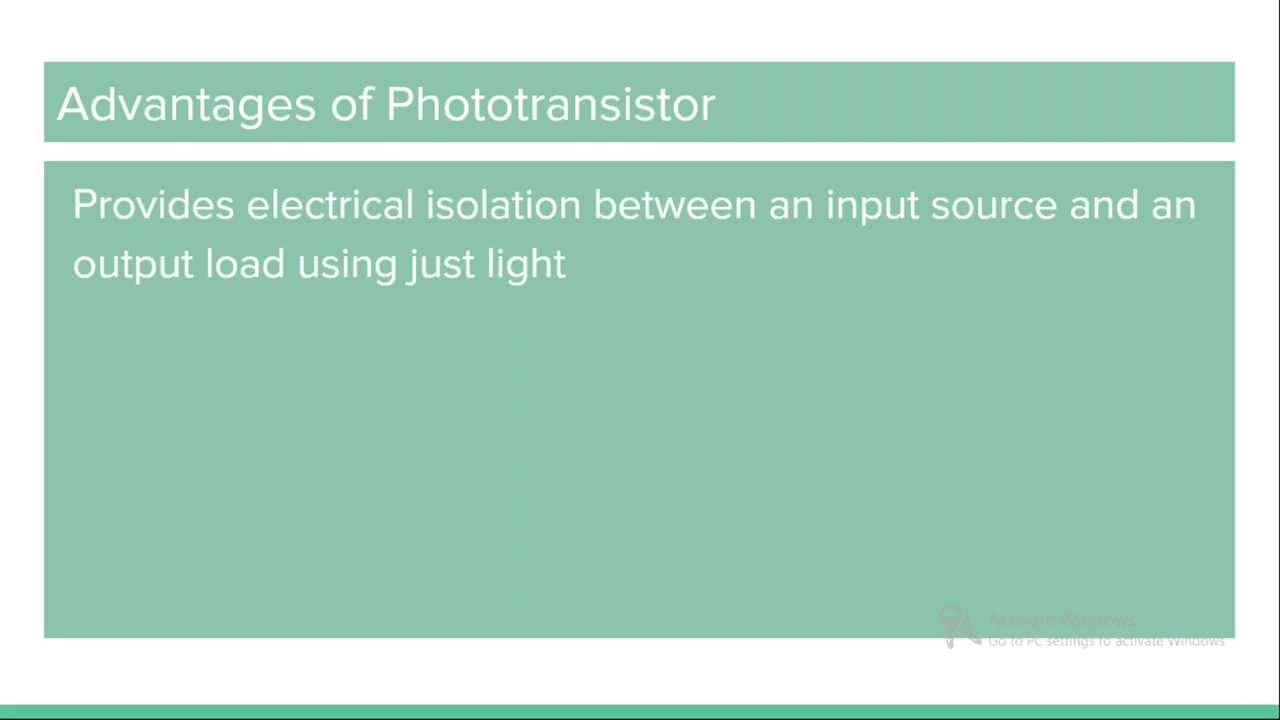 Advantages of Phototransistor
Provides electrical isolation between an input source and an
output load using just light
Activate Windows
Go to PC settings to activate Windows.